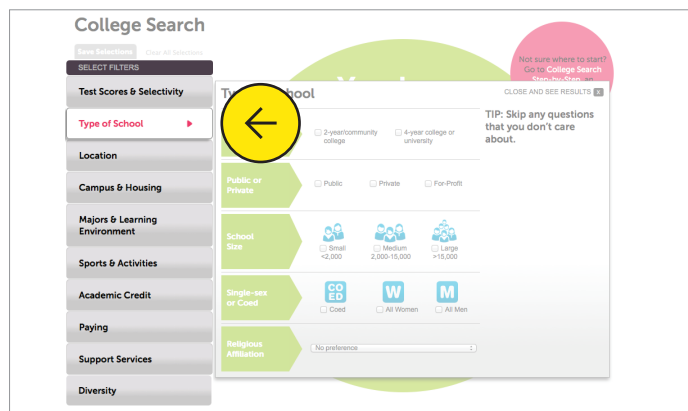 College Search
Save Selections Clear All Selections
SELECT FILTERS
Test Scores & Selectivity
Type of School
Location
Campus & Housing
Majors & Learning
Environment
Sports & Activities
Academic Credit
Paying
Support Services
Diversity
Not sure where to start?
Go to College Search
Step-by-Step, an
CLOSE AND SEE RESULTS X
TIP: Skip any questions
that you don't care
about.
2-year/community
college
4-year college or
university
Public or
Private
Public
Private
For-Profit
School
Size
Small
<2,000
Medium
2,000-15,000
Large
>15,000
Single-sex
or Coed
CO
ED
Coed
W
All Women
M
All Men
Religious
Affiliation
No preference